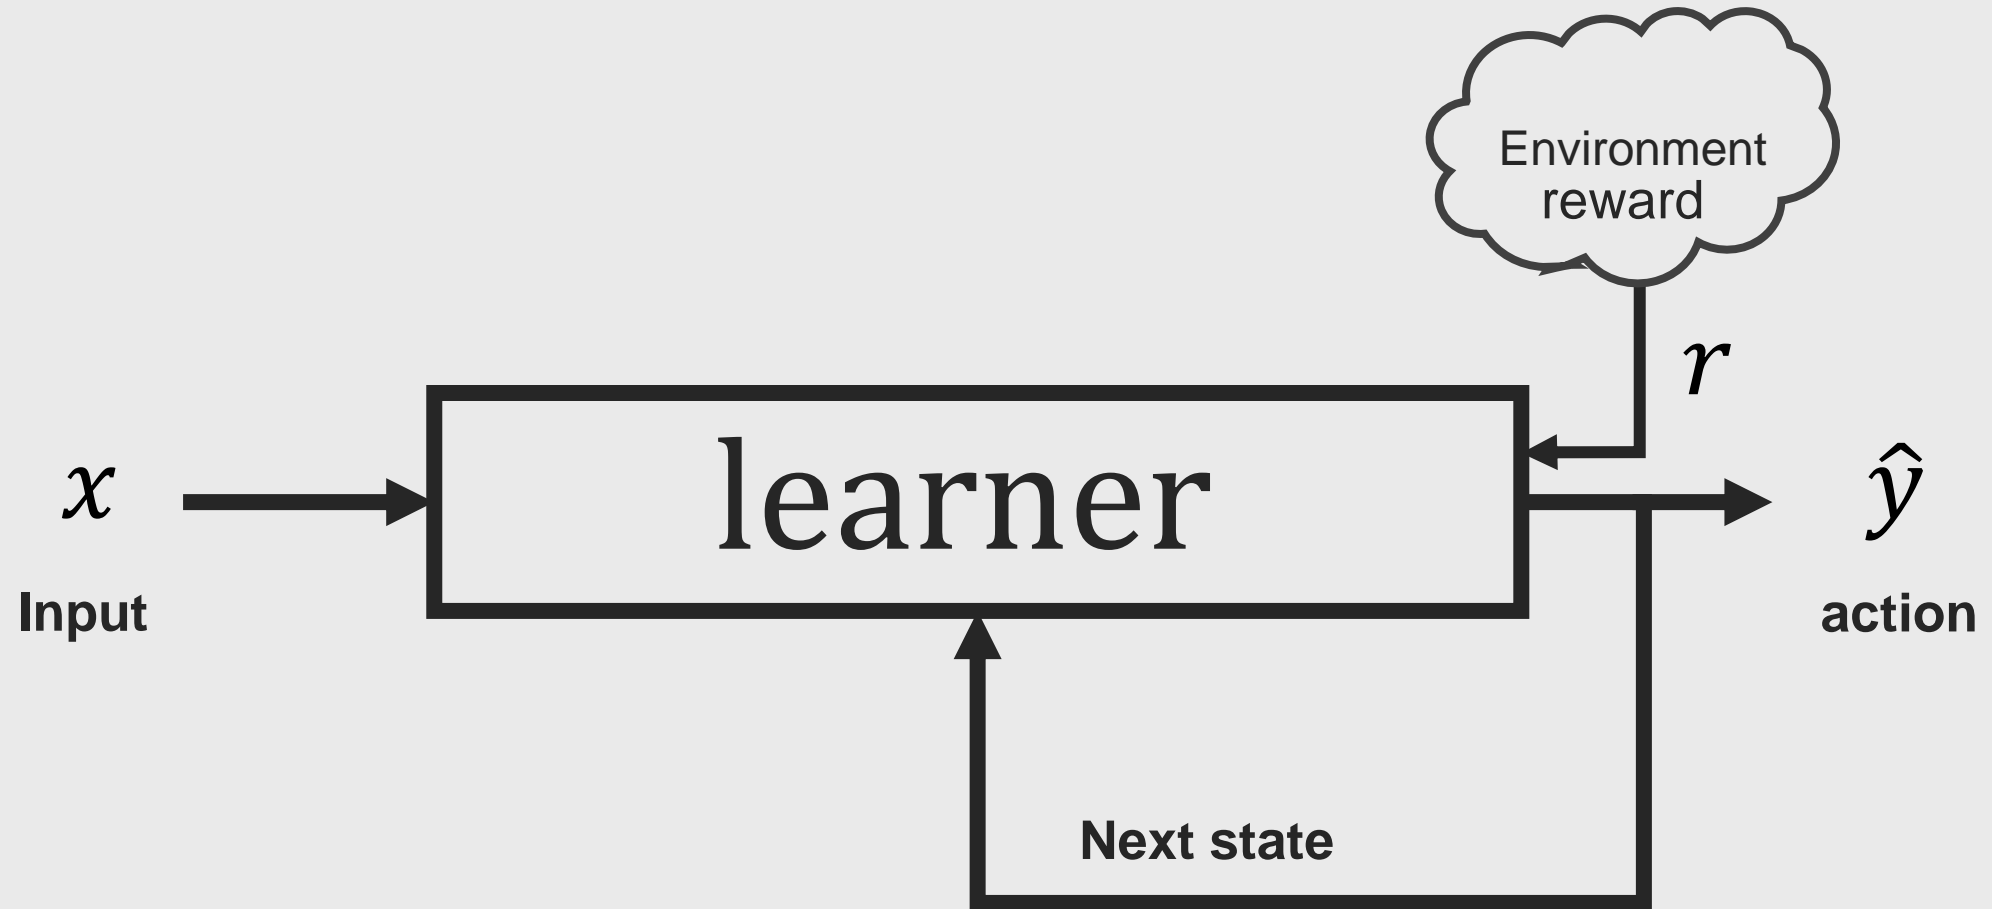 Environment
reward
r
x
learner
ŷ
Input
action
Next state